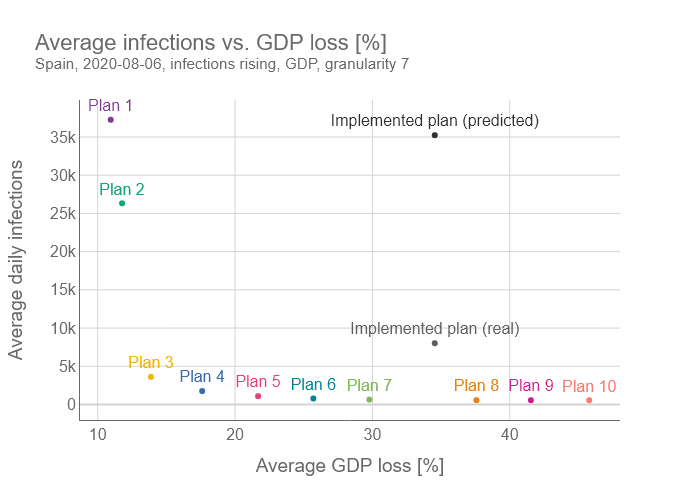 Average infections vs. GDP loss [%]
Spain, 2020-08-06, infections rising, GDP, granularity 7
Plan 1
Implemented plan (predicted)
35k
30k
Plan 2
25k
20k
15k
10k
Implemented plan (real)
5k
Plan 3
Plan 4
Plan 5
Plan 6
Plan 7
Plan 8
Plan 9
Plan 10
0
10
20
30
40
Average daily infections
Average GDP loss [%]